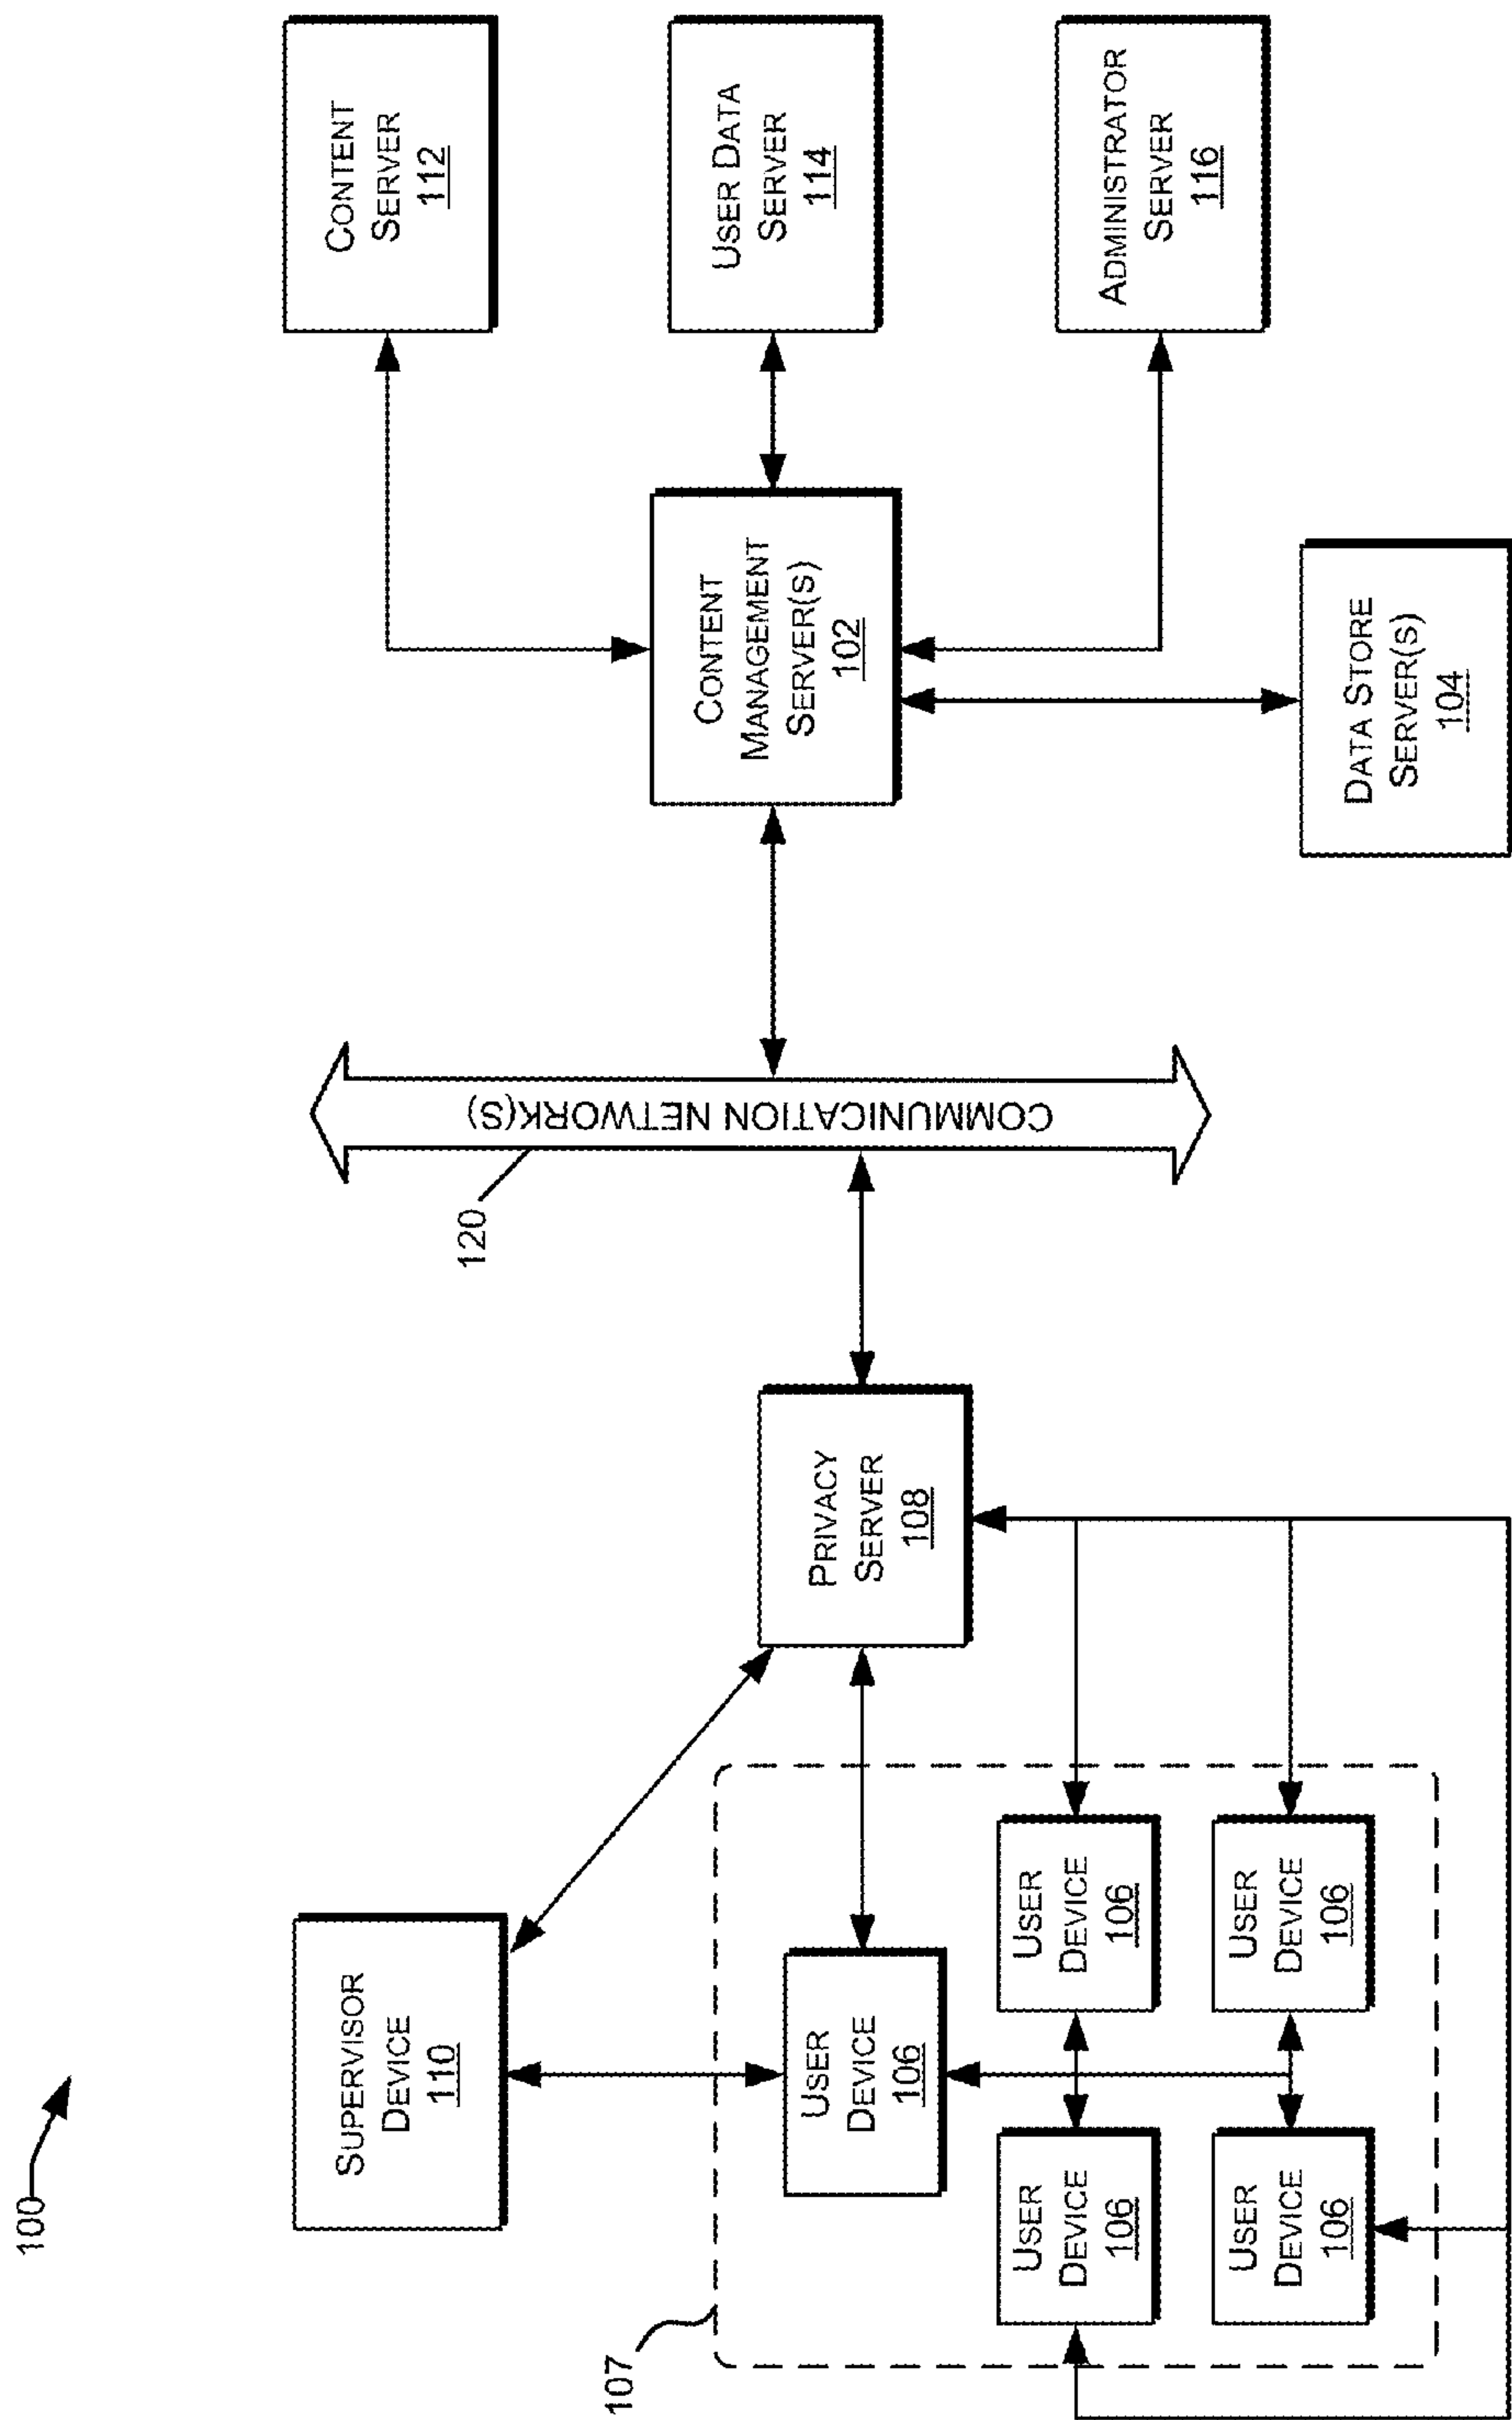 100
SUPERVISOR
DEVICE
110
107
USER
DEVICE
106
USER
DEVICE
106
USER
DEVICE
106
USER
DEVICE
106
USER
DEVICE
106
PRIVACY
SERVER
108
120
COMMUNICATION NETWORK(S)
CONTENT
MANAGEMENT
SERVER(S)
102
CONTENT
SERVER
112
USER DATA
SERVER
114
ADMINISTRATOR
SERVER
116
DATA STORE
SERVER(S)
104